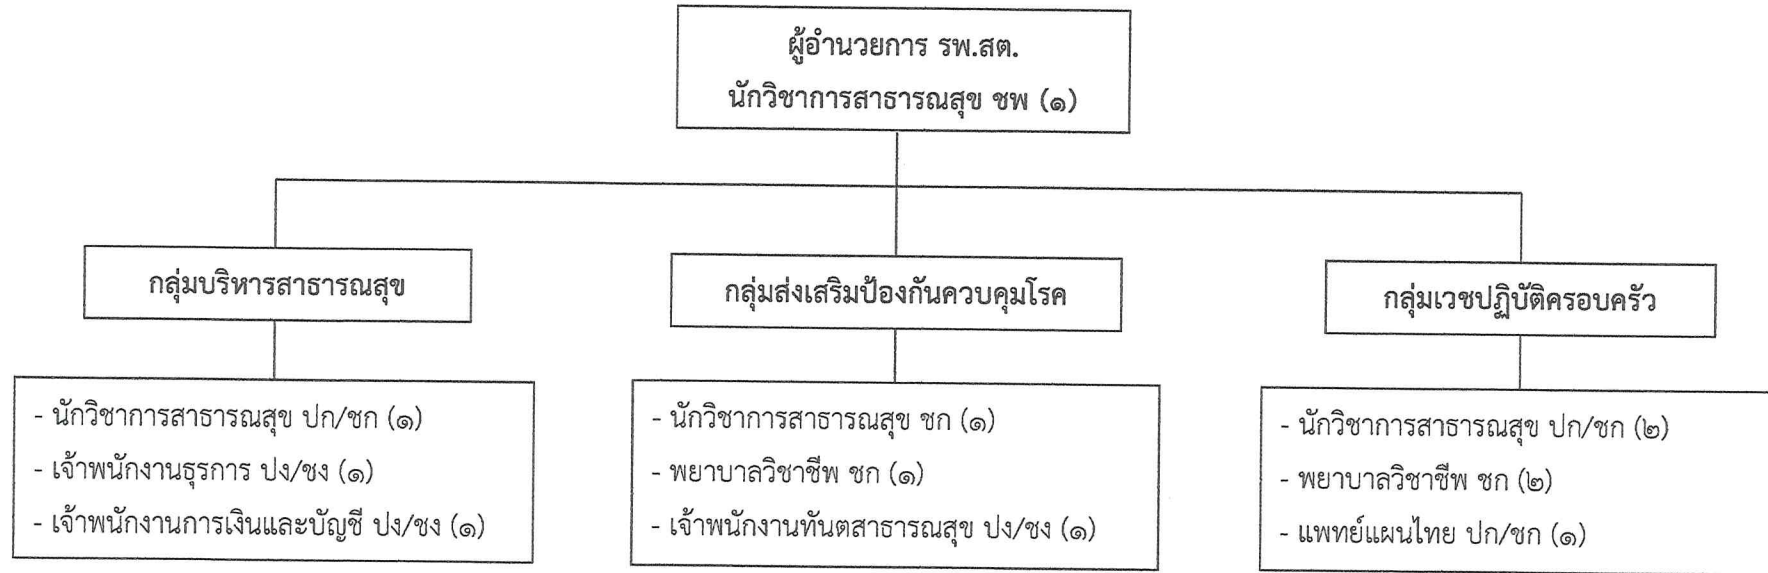 ผู้อำนวยการ รพ.สต.
นักวิชาการสาธารณสุข ชพ (๑)
กลุ่มบริหารสาธารณสุข
- นักวิชาการสาธารณสุข ปก/ชก (๑)
- เจ้าพนักงานธุรการ ปง/ชง (๑)
- เจ้าพนักงานการเงินและบัญชี ปง/ชง (๑)
กลุ่มส่งเสริมป้องกันควบคุมโรค
- นักวิชาการสาธารณสุข ชก (๑)
- พยาบาลวิชาชีพ ชก (๑)
- เจ้าพนักงานทันตสาธารณสุข ปง/ชง (๑)
กลุ่มเวชปฏิบัติครอบครัว
- นักวิชาการสาธารณสุข ปก/ชก (๒)
- พยาบาลวิชาชีพ ชก (๒)
- แพทย์แผนไทย ปก/ชก (๑)